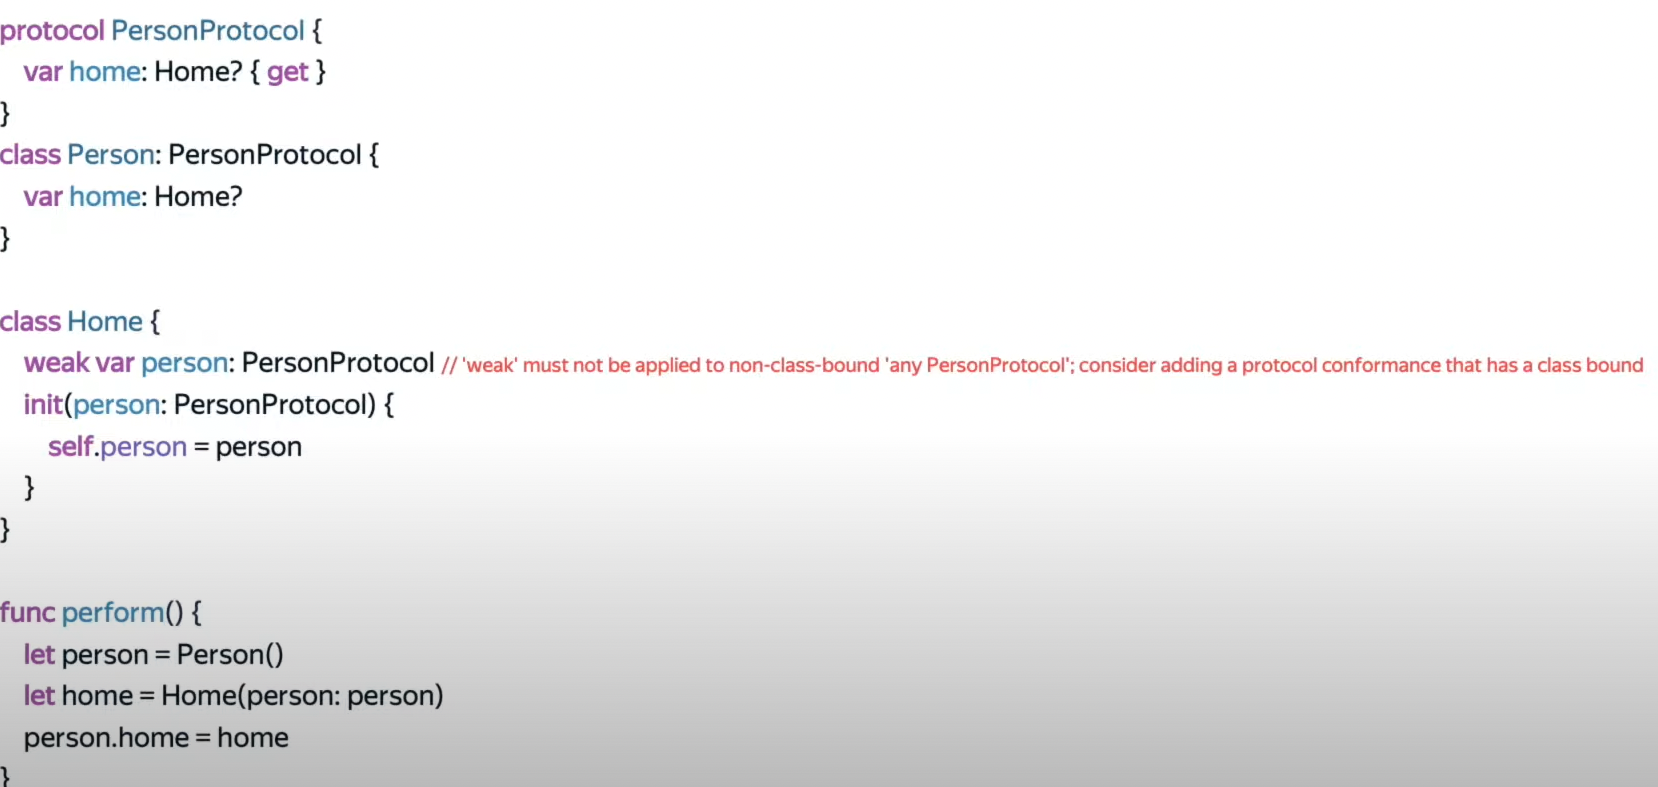 protocol PersonProtocol {
var home: Home? { get }
}
class Person: PersonProtocol {
var home: Home?
}
class Home {
weak var person: PersonProtocol // 'weak' must not be applied to non-class-bound 'any PersonProtocol'; consider adding a protocol conformance that has a class bound
init(person: PersonProtocol) {
self.person = person
}
}
func perform() {
let person = Person()
let home = Home(person: person)
person.home = home
}